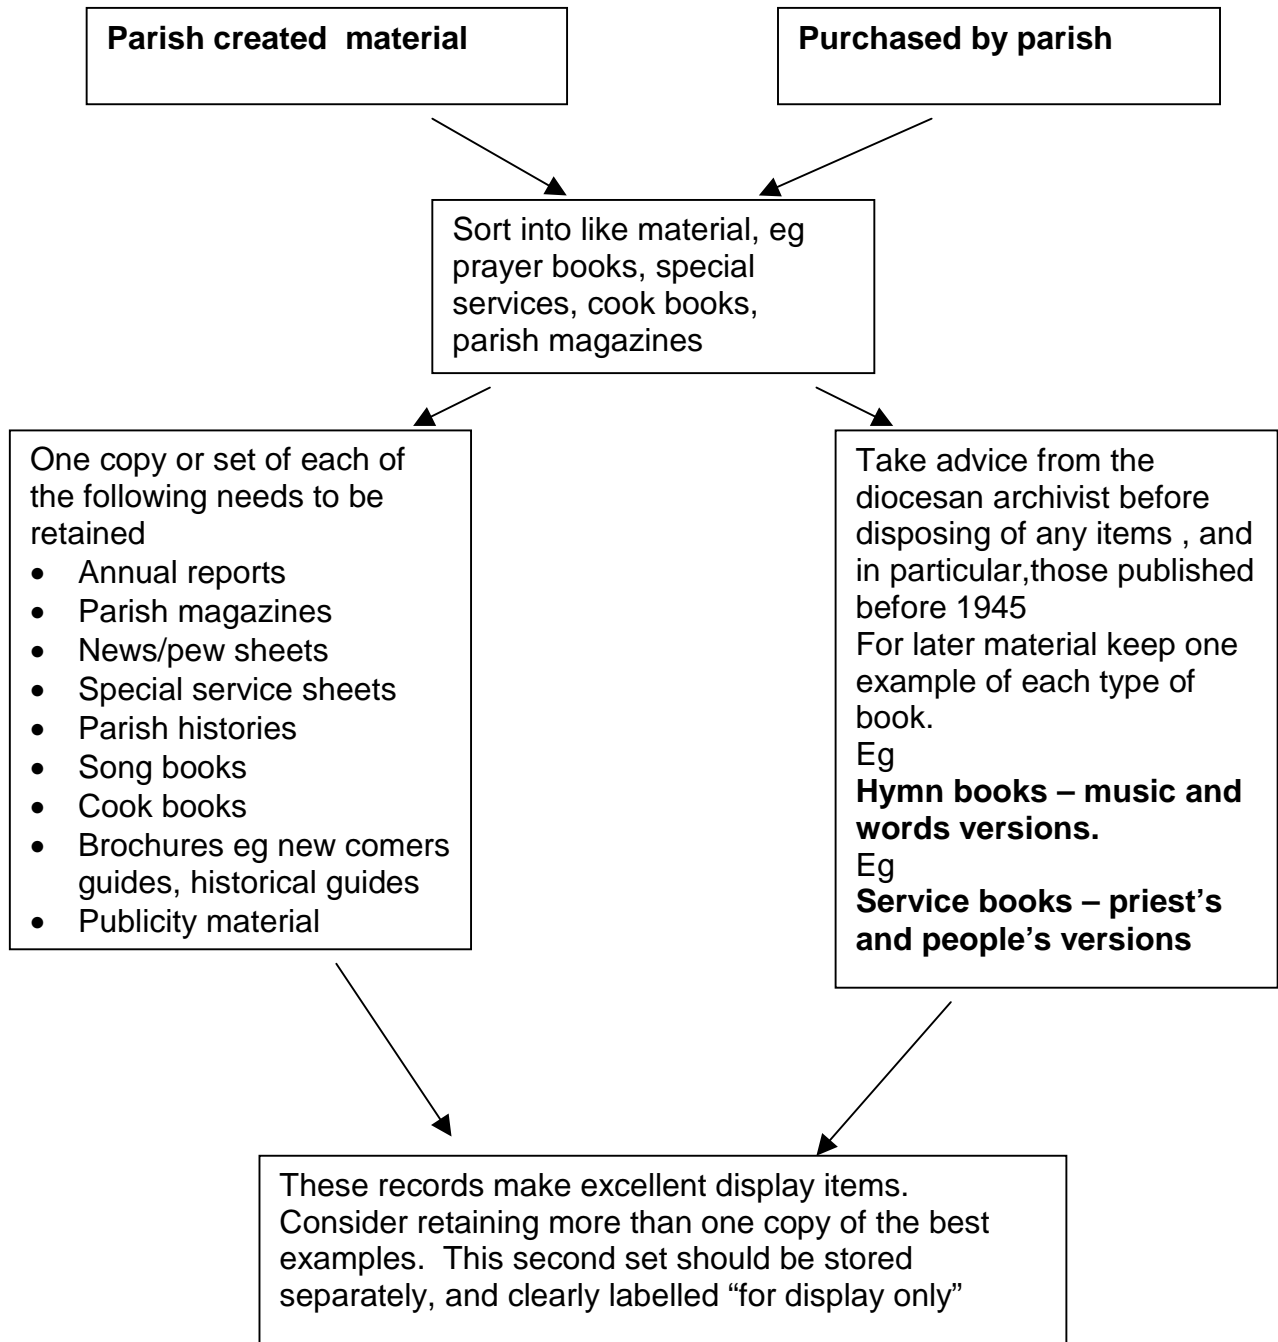 Parish created  material
Purchased by parish
Sort into like material, eg
prayer books, special
services, cook books,
parish magazines
One copy or set of each of
the following needs to be
retained
• Annual reports
• Parish magazines
• News/pew sheets
• Special service sheets
• Parish histories
• Song books
• Cook books
• Brochures eg new comers
guides, historical guides
• Publicity material
Take advice from the
diocesan archivist before
disposing of any items , and
in particular,those published
before 1945
For later material keep one
example of each type of
book.
Eg
Hymn books – music and
words versions.
Eg
Service books – priest’s
and people’s versions
These records make excellent display items.
Consider retaining more than one copy of the best
examples.  This second set should be stored
separately, and clearly labelled “for display only”